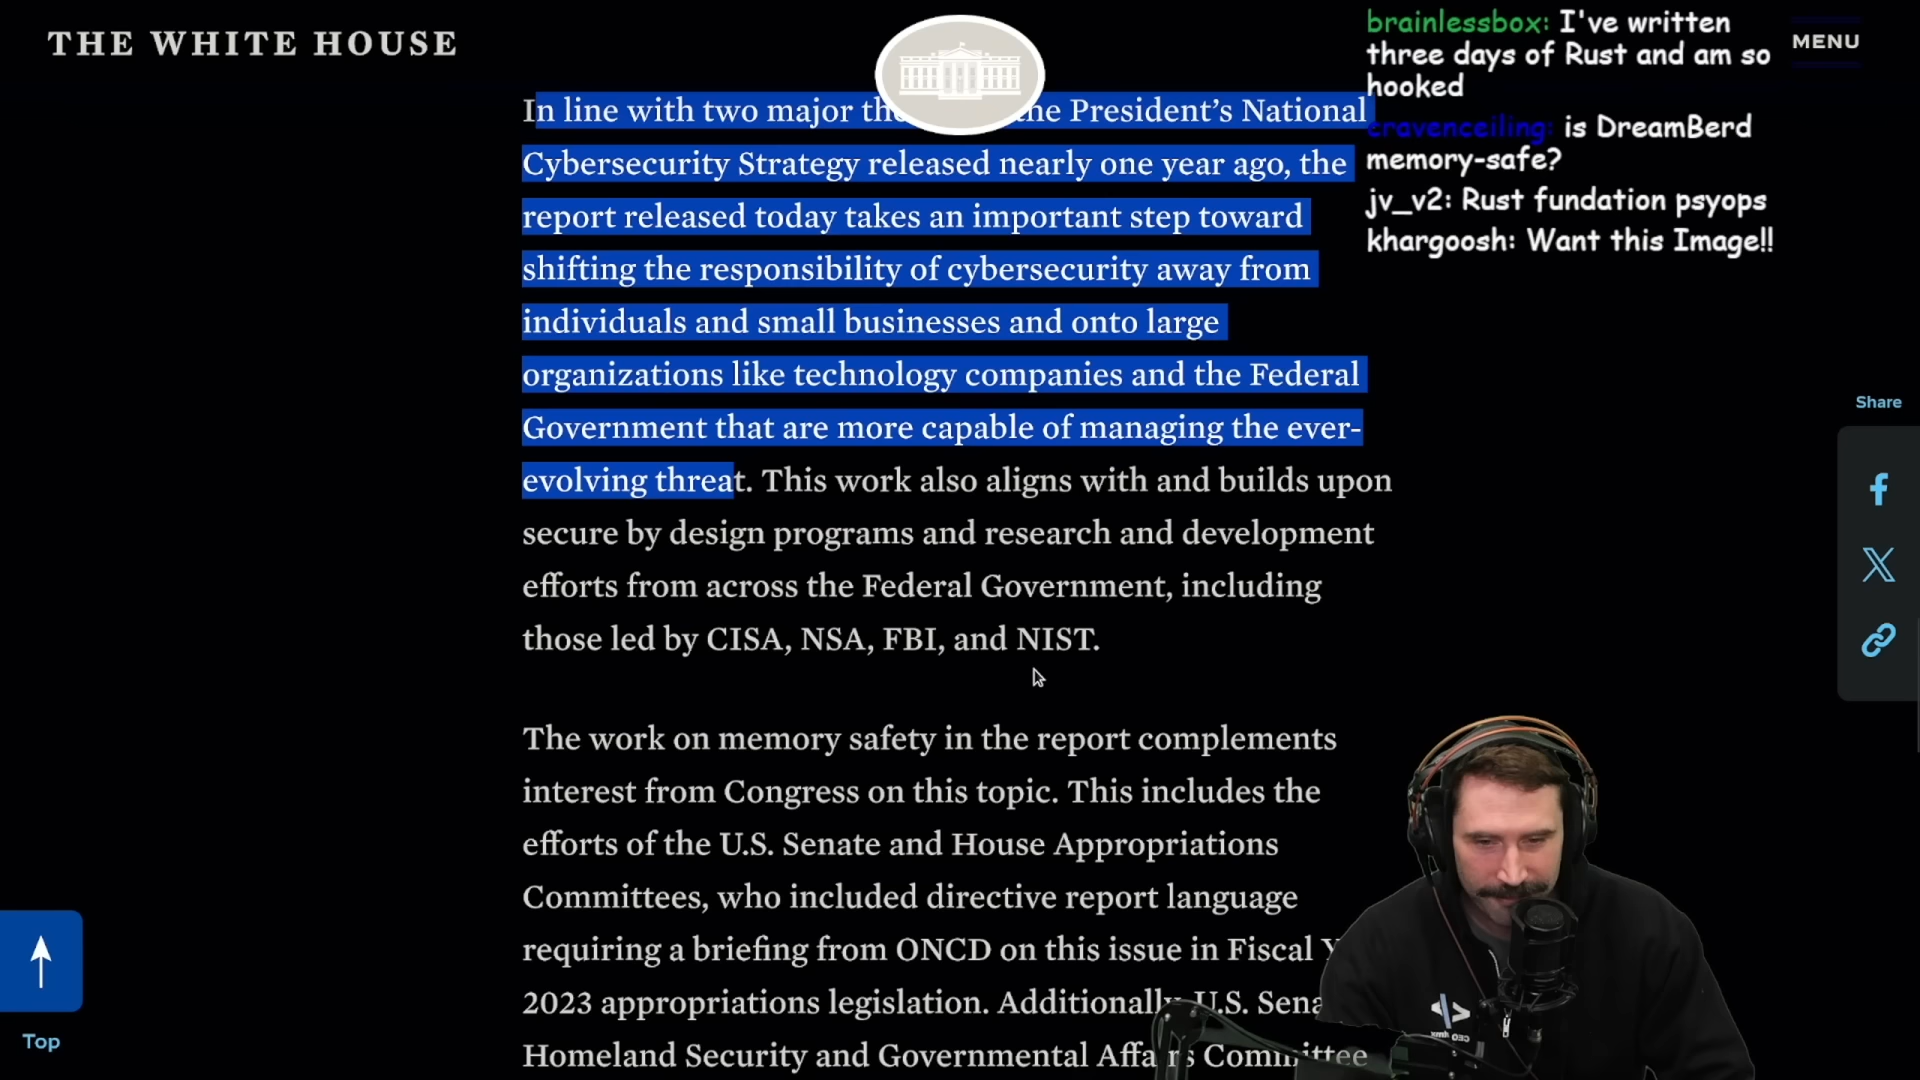 THE WHITE HOUSE
MENU
brainlessbox: I've written
three days of Rust and am so
hooked
cravenceiling: is DreamBerd
memory-safe?
jv_v2: Rust fundation psyops
khargoosh: Want this Image!!
In line with two major the President's National
Cybersecurity Strategy released nearly one year ago, the
report released today takes an important step toward
shifting the responsibility of cybersecurity away from
individuals and small businesses and onto large
organizations like technology companies and the Federal
Government that are more capable of managing the ever-
evolving threat. This work also aligns with and builds upon
secure by design programs and research and development
efforts from across the Federal Government, including
those led by CISA, NSA, FBI, and NIST.
The work on memory safety in the report complements
interest from Congress on this topic. This includes the
efforts of the U.S. Senate and House Appropriations
Committees, who included directive report language
requiring a briefing from ONCD on this issue in Fiscal
2023 appropriations legislation. Additionally, U.S.
Homeland Security and Governmental Affairs Committee
Share
Top